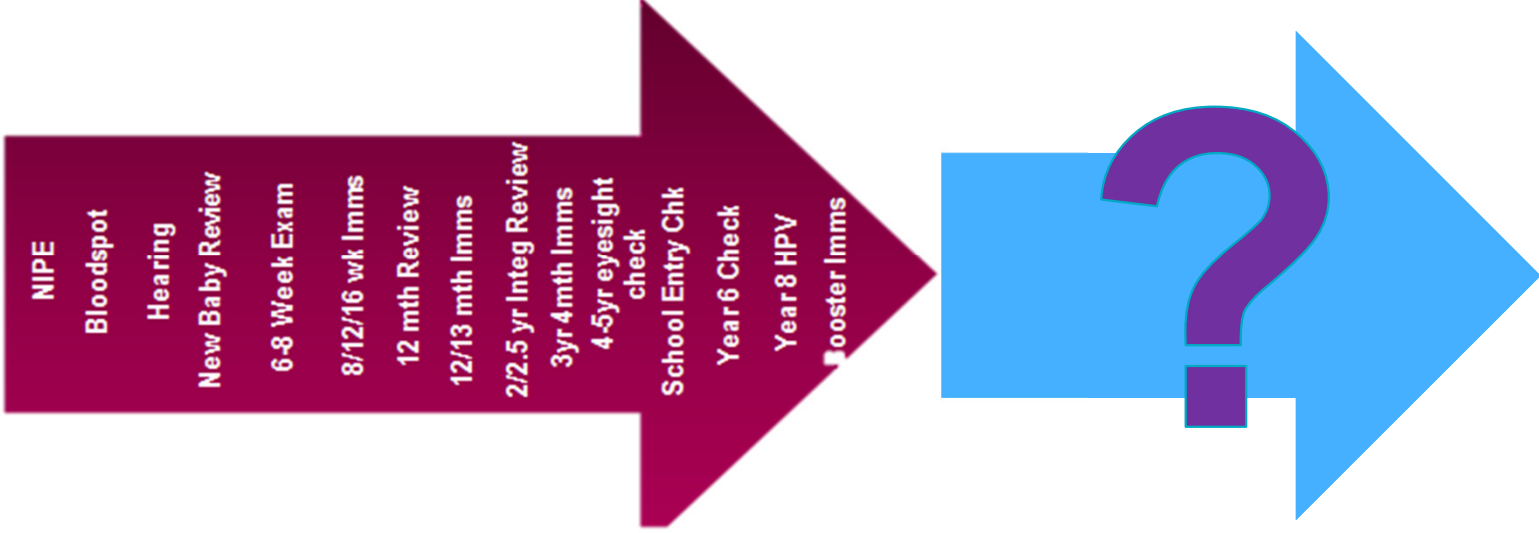 NIPE
Bloodspot
Hearing
New Baby Review
6-8 Week Exam
8/12/16 wk Imms
12 mth Review
12/13 mth Imms
2/2.5 yr Integ Review
3yr 4mth Imms
4-5yr eyesight
check
School Entry Chk
Year 6 Check
Year 8 HPV
Booster Imms
?